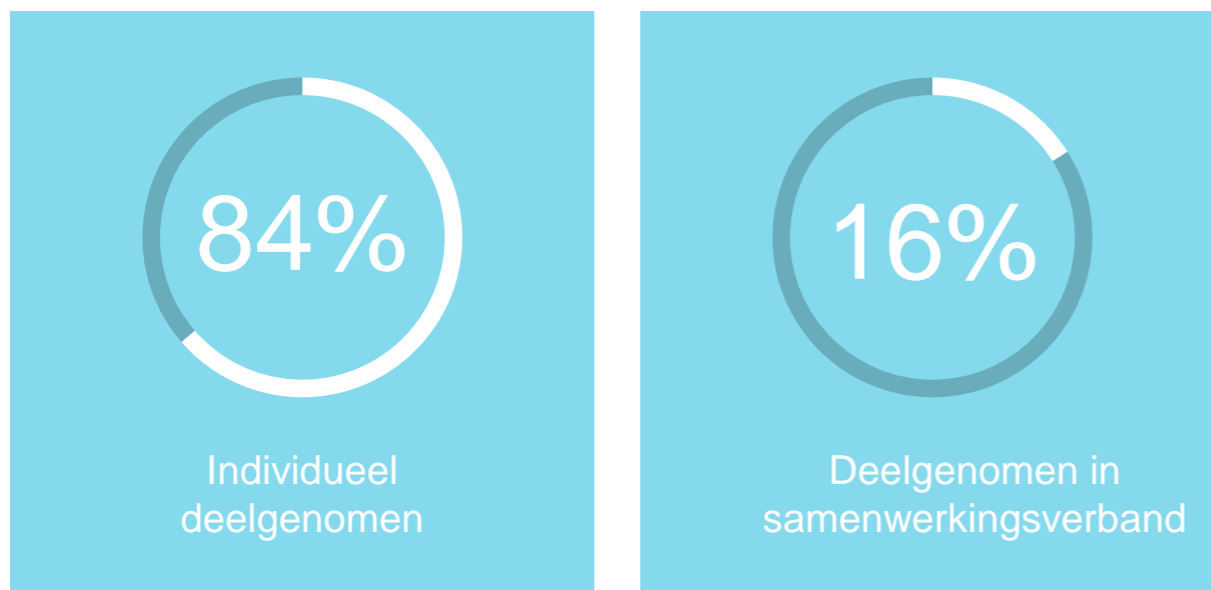 84%
Individueel
deelgenomen
16%
Deelgenomen in
samenwerkingsverband